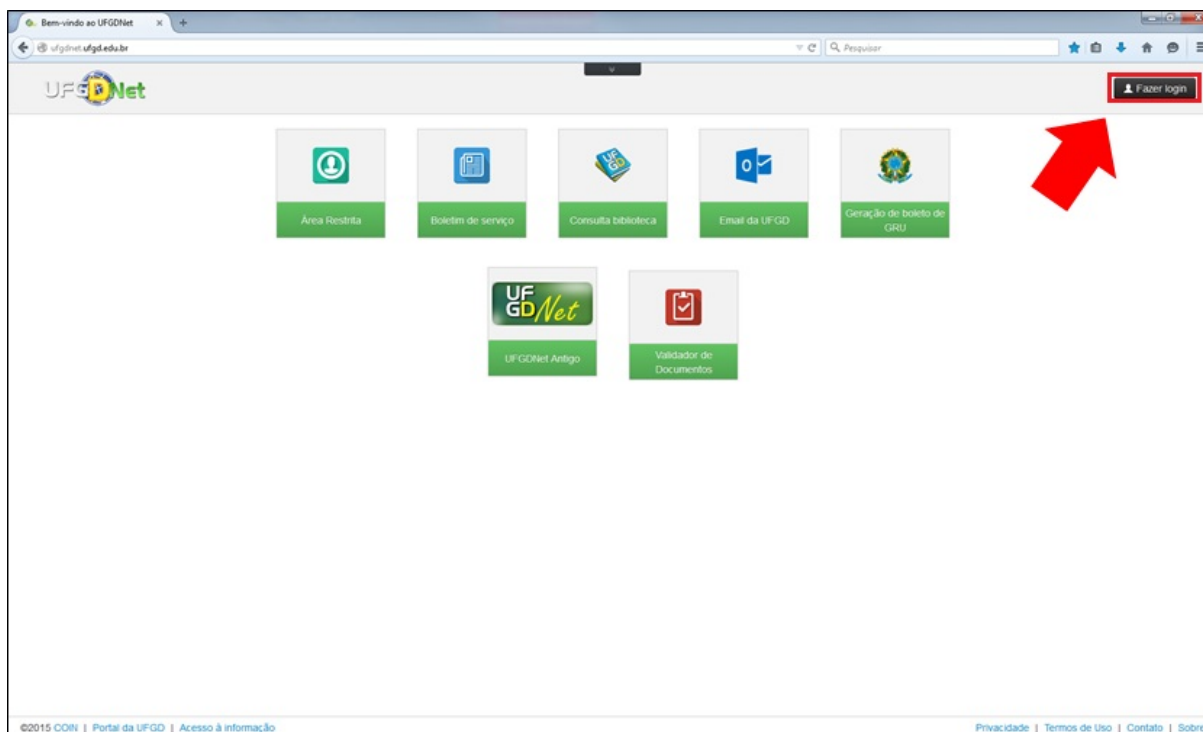 Bem-vindo ao UFGDNet
ufgdnet.ufgd.edu.br
Pesquisar
UFGDNet
Fazer login
Área Restrita
Boletim de serviço
UFGD
Consulta biblioteca
Email da UFGD
Geração de boleto de
GRU
UF
GDNet
UFGDNet Antigo
Validador de
Documentos
©2015 COIN | Portal da UFGD | Acesso à informação
Privacidade | Termos de Uso | Contato | Sobre